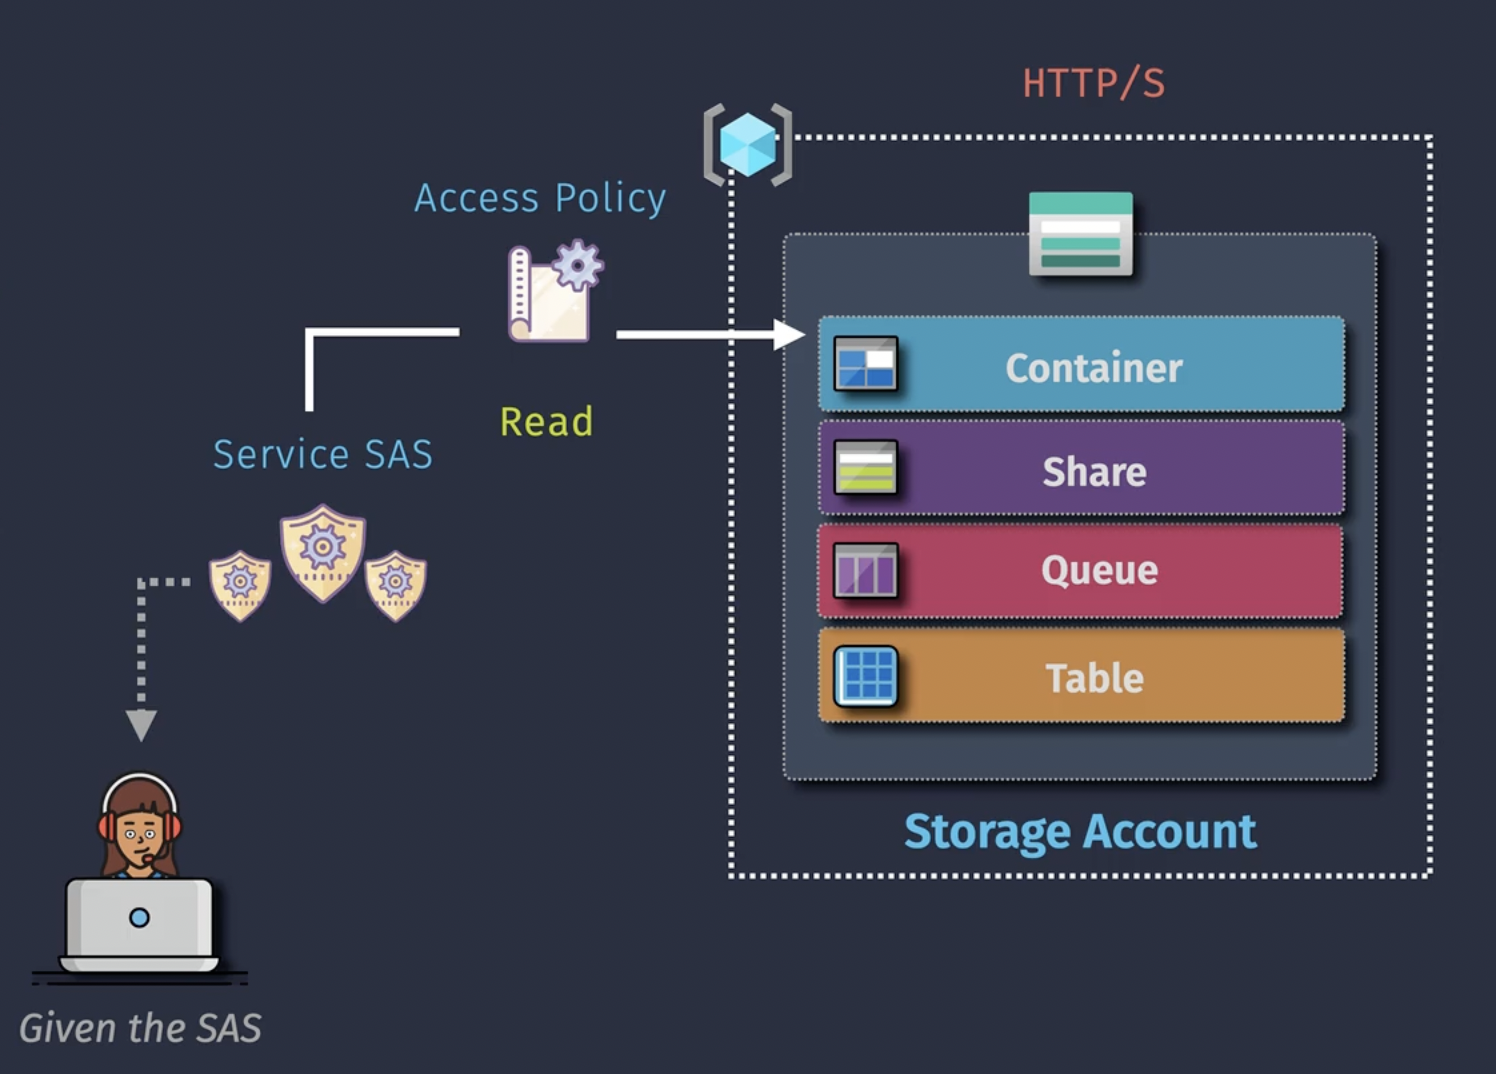 HTTP/S
Access Policy
Read
Service SAS
Container
Share
Queue
Table
Storage Account
Given the SAS